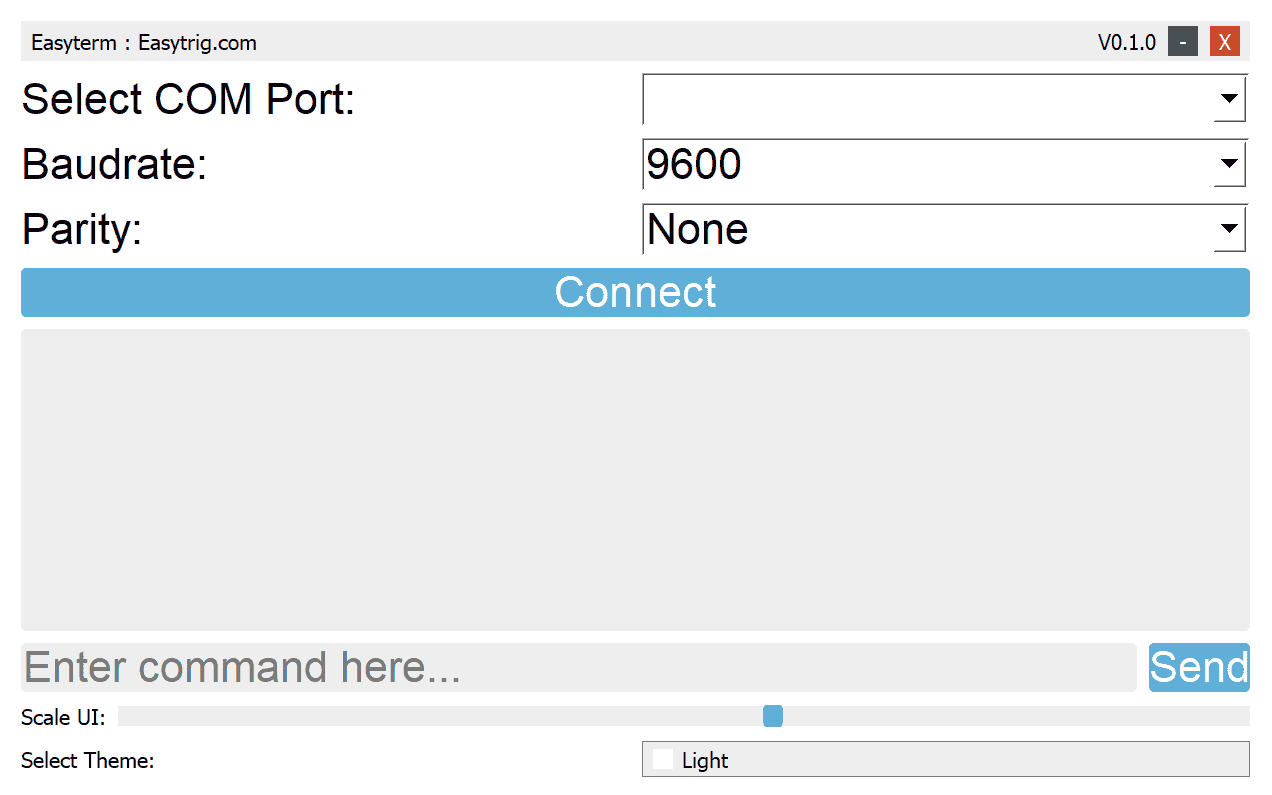 Easyterm : Easytrig.com V0.1.0 - X
Select COM Port:
Baudrate: 9600
Parity: None
Connect
Enter command here... Send
Scale UI:
Select Theme: Light